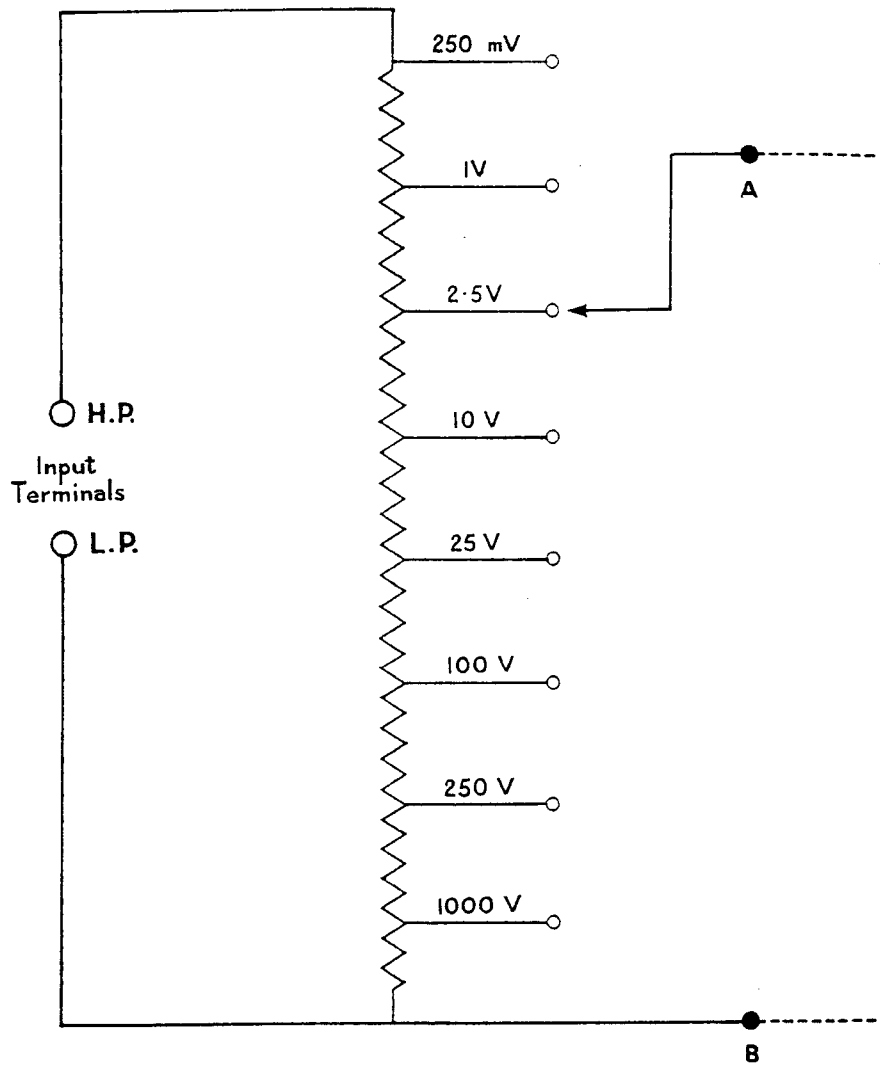 250 mV
1V
A
2·5V
H.P.
10 V
Input
Terminals
L.P.
25 V
100 V
250 V
1000 V
B